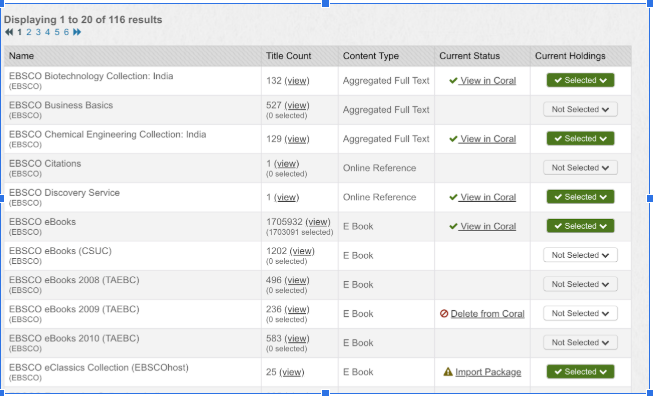 Displaying 1 to 20 of 116 results
1 2 3 4 5 6
Name Title Count Content Type Current Status Current Holdings
EBSCO Biotechnology Collection: India 132 (view) Aggregated Full Text View in Coral Selected
(EBSCO)
EBSCO Business Basics 527 (view) Aggregated Full Text Not Selected
(EBSCO) (0 selected)
EBSCO Chemical Engineering Collection: India 129 (view) Aggregated Full Text View in Coral Selected
(EBSCO)
EBSCO Citations 1 (view) Online Reference Not Selected
(EBSCO) (0 selected)
EBSCO Discovery Service 1 (view) Online Reference View in Coral Selected
(EBSCO)
EBSCO eBooks 1705932 (view) E Book View in Coral Selected
(EBSCO) (1703091 selected)
EBSCO eBooks (CSUC) 1202 (view) E Book Not Selected
(EBSCO) (0 selected)
EBSCO eBooks 2008 (TAEBC) 496 (view) E Book Not Selected
(EBSCO) (0 selected)
EBSCO eBooks 2009 (TAEBC) 236 (view) E Book Delete from Coral Not Selected
(EBSCO) (0 selected)
EBSCO eBooks 2010 (TAEBC) 583 (view) E Book Not Selected
(EBSCO) (0 selected)
EBSCO eClassics Collection (EBSCOhost) 25 (view) E Book Import Package Selected
(EBSCO)